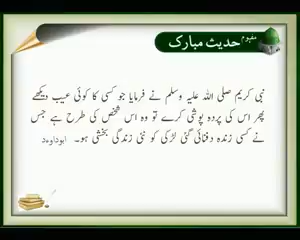 مفہوم حدیث مبارک
نبی کریم صلی اللہ علیہ وسلم نے فرمایا جو کسی کا کوئی عیب دیکھے
پھر اس کی پردہ پوشی کرے تو وہ اس شخص کی طرح ہے جس
نے کسی زندہ دفنائی گئی لڑکی کو نئی زندگی بخشی ہو۔ ابوداوٗد